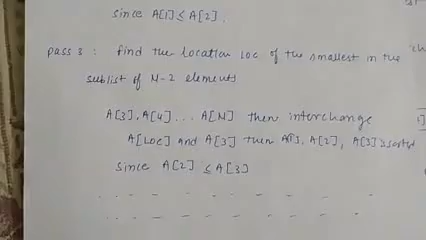 since A[1] ≤ A[2].
Pass 3 : find the location LOC of the smallest in the
sublist of N-2 elements
A[3], A[4] ... A[N] then interchange
A[LOC] and A[3] then A[1], A[2], A[3] is sorted
since A[2] ≤ A[3]